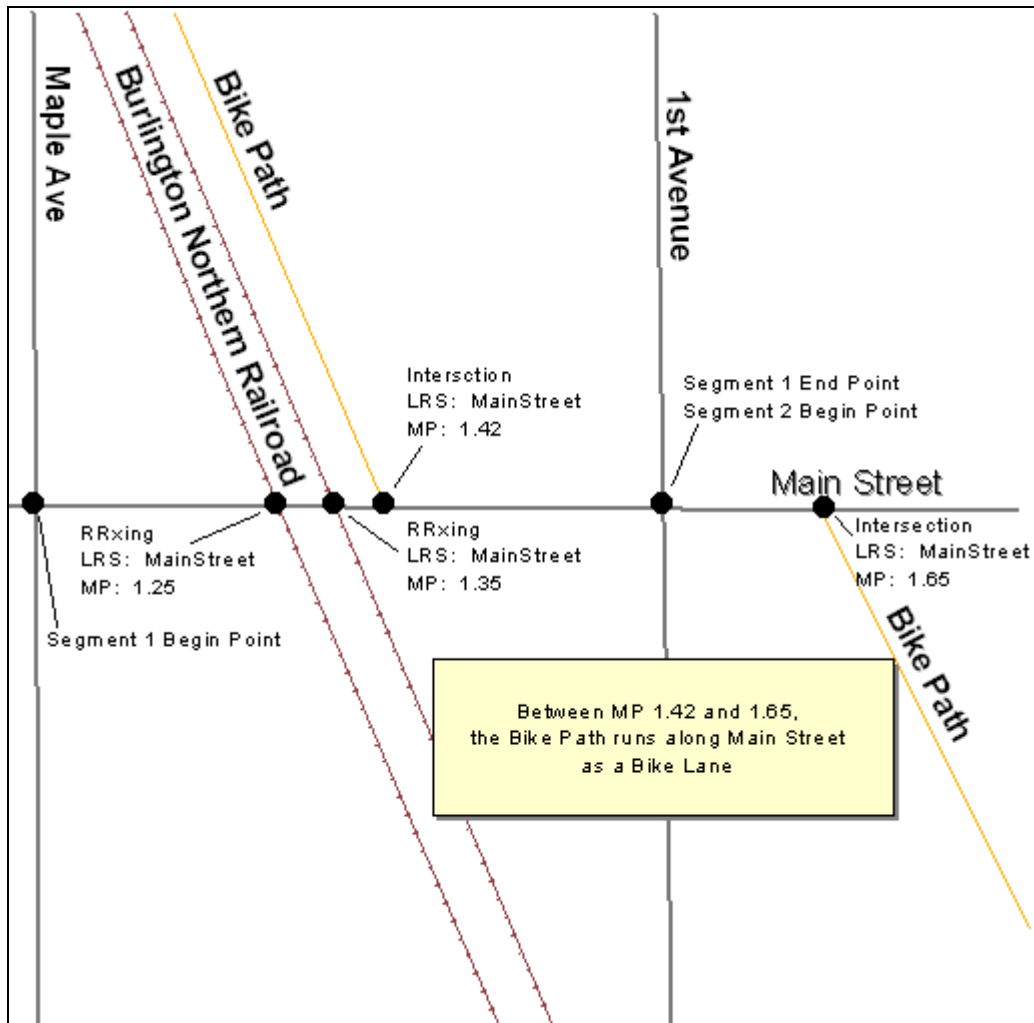 Maple Ave
Burlington Northern Railroad
Bike Path
1st Avenue
Intersction
LRS: MainStreet
MP: 1.42
Segment 1 End Point
Segment 2 Begin Point
Main Street
RRxing
LRS: MainStreet
MP: 1.25
RRxing
LRS: MainStreet
MP: 1.35
Intersection
LRS: MainStreet
MP: 1.65
Segment 1 Begin Point
Bike Path
Between MP 1.42 and 1.65,
the Bike Path runs along Main Street
as a Bike Lane